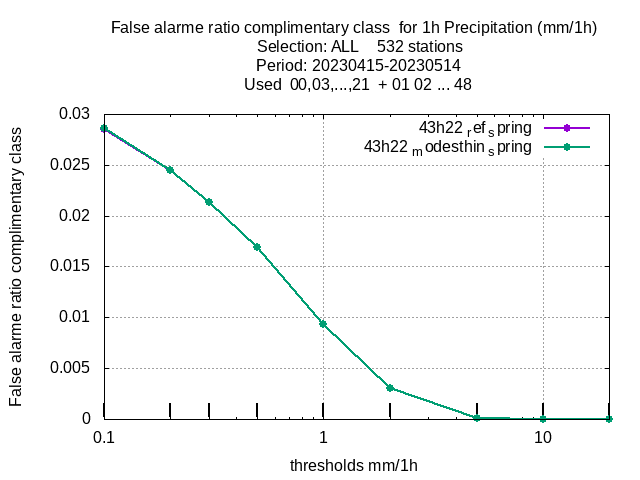 False alarme ratio complimentary class  for 1h Precipitation (mm/1h)
Selection: ALL    532 stations
Period: 20230415-20230514
Used  00,03,...,21  + 01 02 ... 48
43h22 ref spring
43h22 modesthin spring
False alarme ratio complimentary class
0.03
0.025
0.02
0.015
0.01
0.005
0
0.1
1
10
thresholds mm/1h